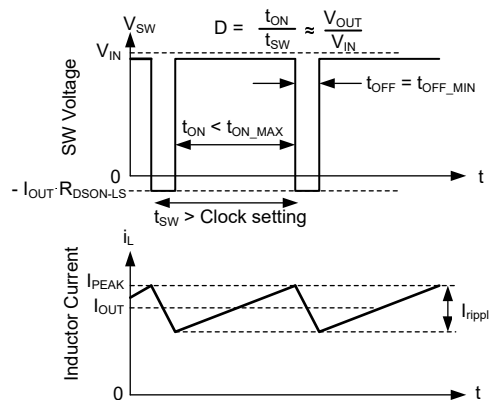 V_SW
D = t_ON / t_SW ≈ V_OUT / V_IN
V_IN
SW Voltage
t_OFF = t_OFF_MIN
t_ON < t_ON_MAX
0
t
- I_OUT·R_DSON-LS
t_SW > Clock setting
i_L
Inductor Current
I_PEAK
I_OUT
I_rippl
0
t